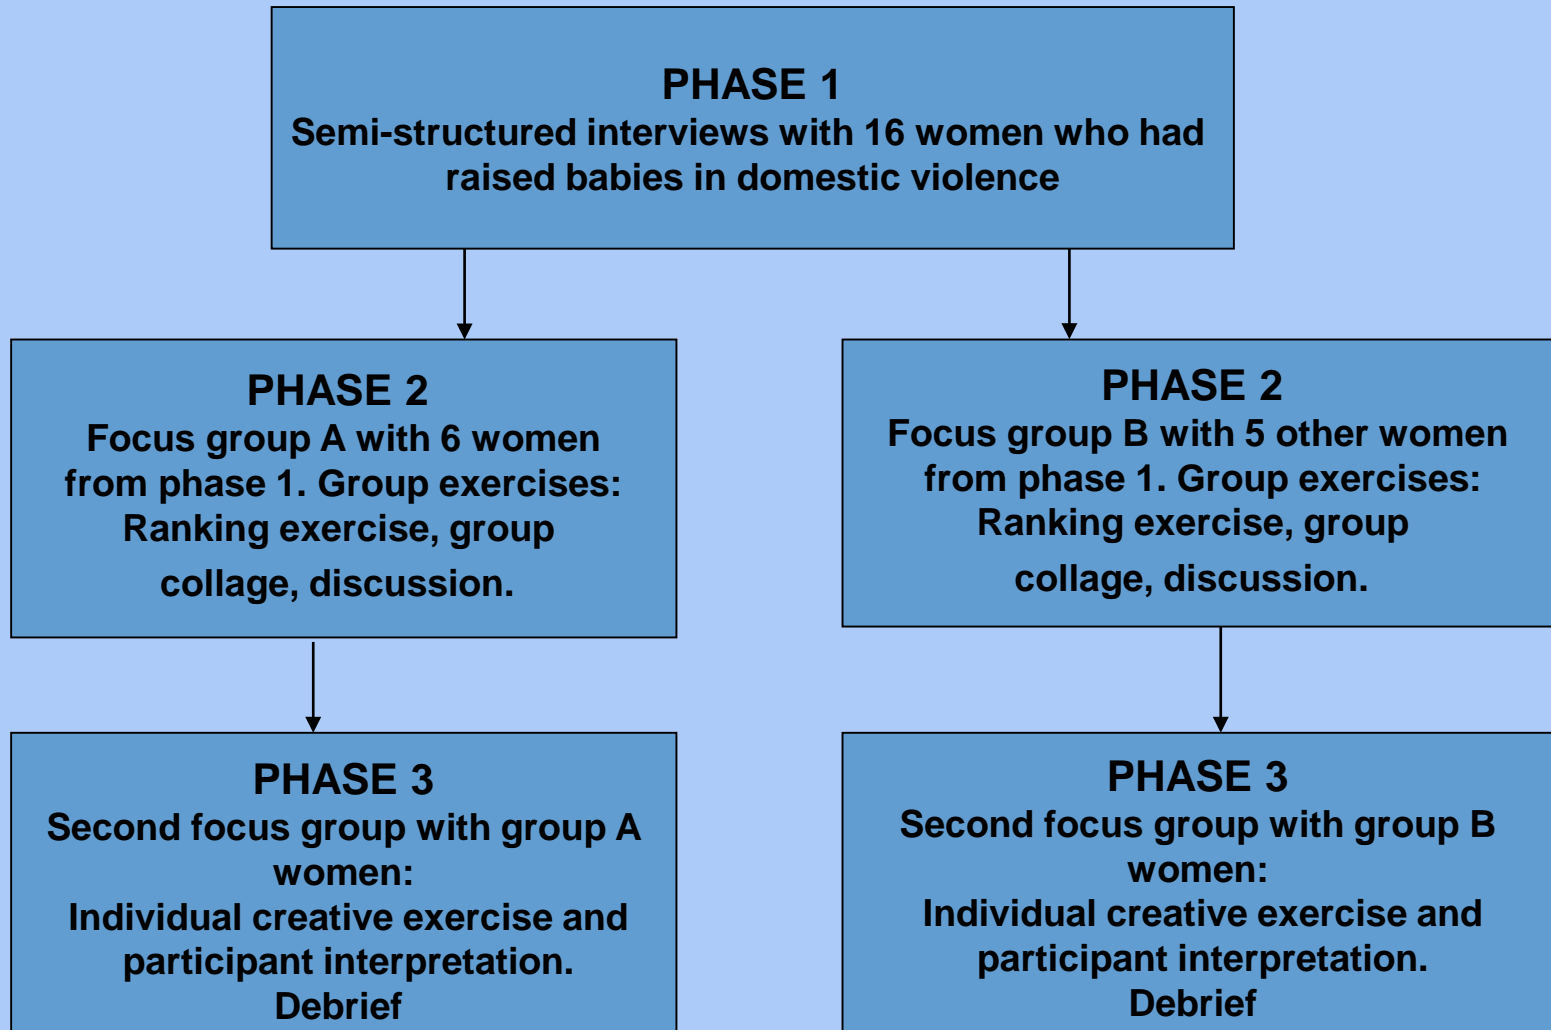 PHASE 1
Semi-structured interviews with 16 women who had
raised babies in domestic violence
PHASE 2
Focus group A with 6 women
from phase 1. Group exercises:
Ranking exercise, group
collage, discussion.
PHASE 2
Focus group B with 5 other women
from phase 1. Group exercises:
Ranking exercise, group
collage, discussion.
PHASE 3
Second focus group with group A
women:
Individual creative exercise and
participant interpretation.
Debrief
PHASE 3
Second focus group with group B
women:
Individual creative exercise and
participant interpretation.
Debrief